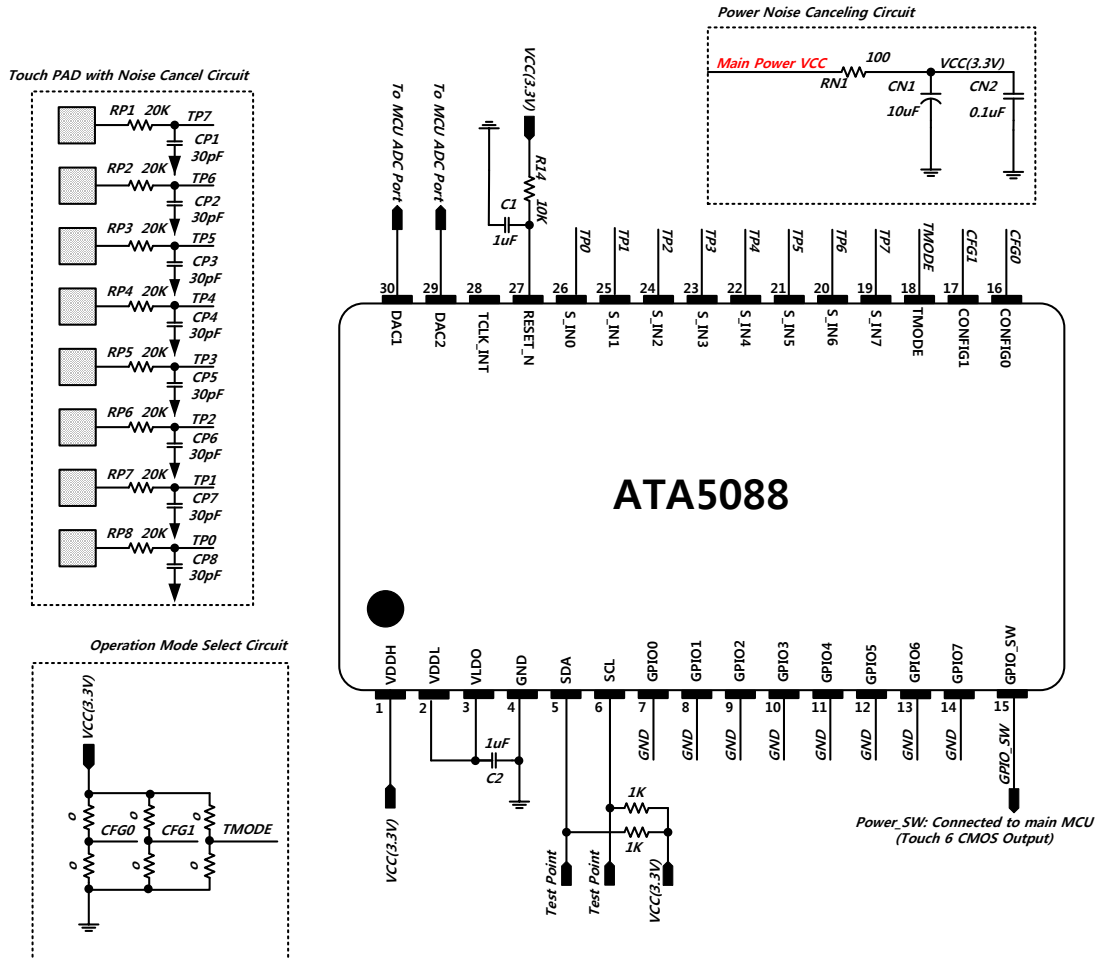 Power Noise Canceling Circuit
Main Power VCC
100
RN1
VCC(3.3V)
CN1
10uF
CN2
0.1uF
Touch PAD with Noise Cancel Circuit
RP1 20K TP7
CP1
30pF
RP2 20K TP6
CP2
30pF
RP3 20K TP5
CP3
30pF
RP4 20K TP4
CP4
30pF
RP5 20K TP3
CP5
30pF
RP6 20K TP2
CP6
30pF
RP7 20K TP1
CP7
30pF
RP8 20K TP0
CP8
30pF
To MCU ADC Port
To MCU ADC Port
VCC(3.3V)
R14
10K
C1
1uF
TP0
TP1
TP2
TP3
TP4
TP5
TP6
TP7
TMODE
CFG1
CFG0
30 29 28 27 26 25 24 23 22 21 20 19 18 17 16
DAC1
DAC2
TCLK_INT
RESET_N
S_IN0
S_IN1
S_IN2
S_IN3
S_IN4
S_IN5
S_IN6
S_IN7
TMODE
CONFIG1
CONFIG0
ATA5088
VDDH
VDDL
VLDO
GND
SDA
SCL
GPIO0
GPIO1
GPIO2
GPIO3
GPIO4
GPIO5
GPIO6
GPIO7
GPIO_SW
1 2 3 4 5 6 7 8 9 10 11 12 13 14 15
GND
GND
GND
GND
GND
GND
GND
GND
GPIO_SW
1uF
C2
VCC(3.3V)
1K
1K
Test Point
Test Point
VCC(3.3V)
Power_SW: Connected to main MCU
(Touch 6 CMOS Output)
Operation Mode Select Circuit
VCC(3.3V)
0
0
0
CFG0
CFG1
TMODE
0
0
0